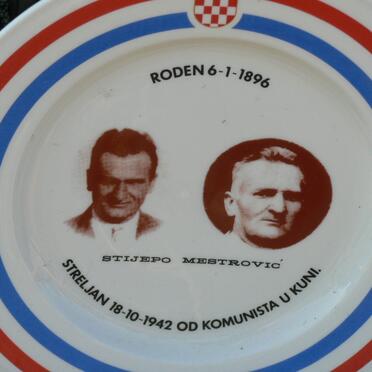 RODEN 6-1-1896
STIJEPO MESTROVIĆ
STRELJAN 18-10-1942 OD KOMUNISTA U KUNI.